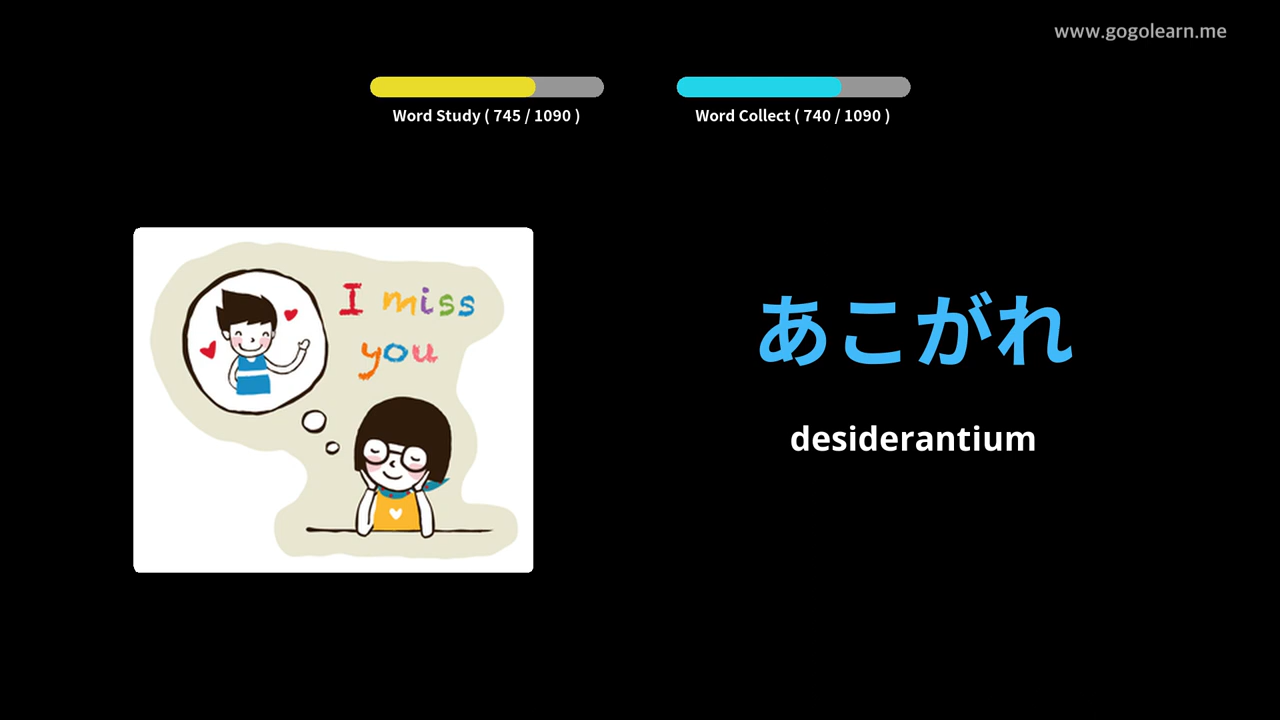 www.gogolearn.me
Word Study ( 745 / 1090 )
Word Collect ( 740 / 1090 )
I miss
you
あこがれ
desiderantium